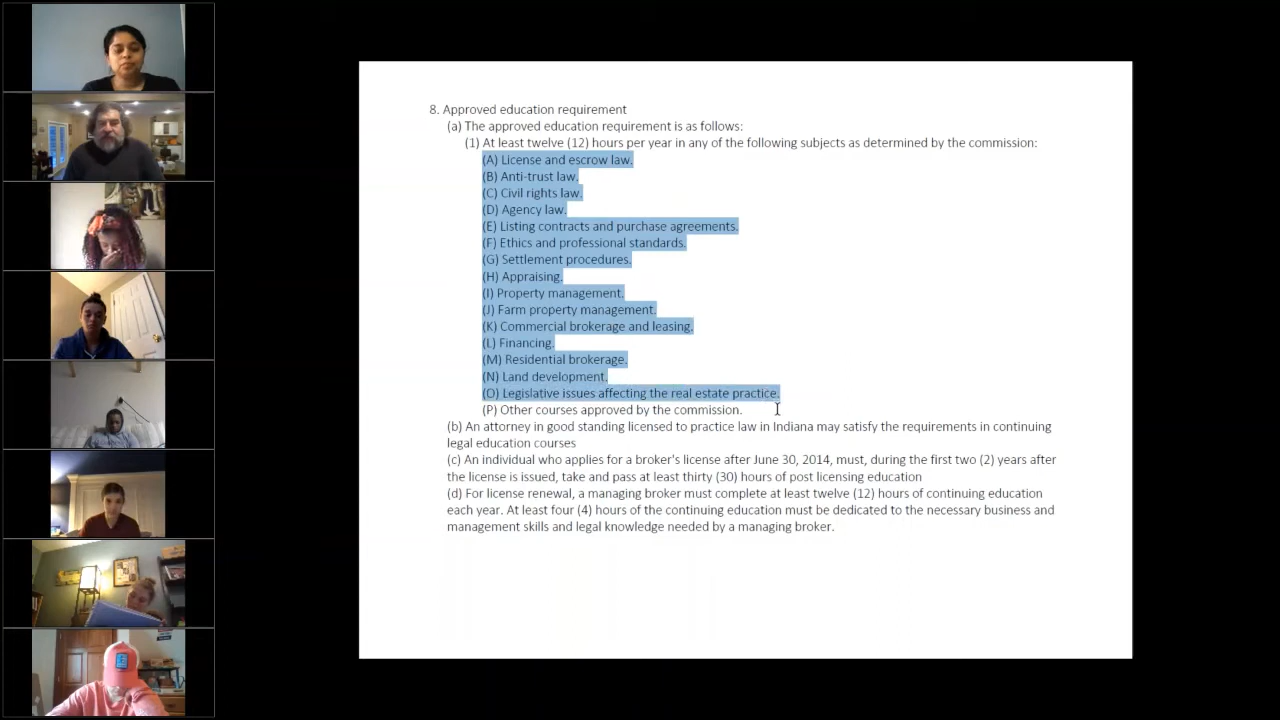 8. Approved education requirement
(a) The approved education requirement is as follows:
(1) At least twelve (12) hours per year in any of the following subjects as determined by the commission:
(A) License and escrow law.
(B) Anti-trust law.
(C) Civil rights law.
(D) Agency law.
(E) Listing contracts and purchase agreements.
(F) Ethics and professional standards.
(G) Settlement procedures.
(H) Appraising.
(I) Property management.
(J) Farm property management.
(K) Commercial brokerage and leasing.
(L) Financing.
(M) Residential brokerage.
(N) Land development.
(O) Legislative issues affecting the real estate practice.
(P) Other courses approved by the commission.
(b) An attorney in good standing licensed to practice law in Indiana may satisfy the requirements in continuing
legal education courses
(c) An individual who applies for a broker's license after June 30, 2014, must, during the first two (2) years after
the license is issued, take and pass at least thirty (30) hours of post licensing education
(d) For license renewal, a managing broker must complete at least twelve (12) hours of continuing education
each year. At least four (4) hours of the continuing education must be dedicated to the necessary business and
management skills and legal knowledge needed by a managing broker.